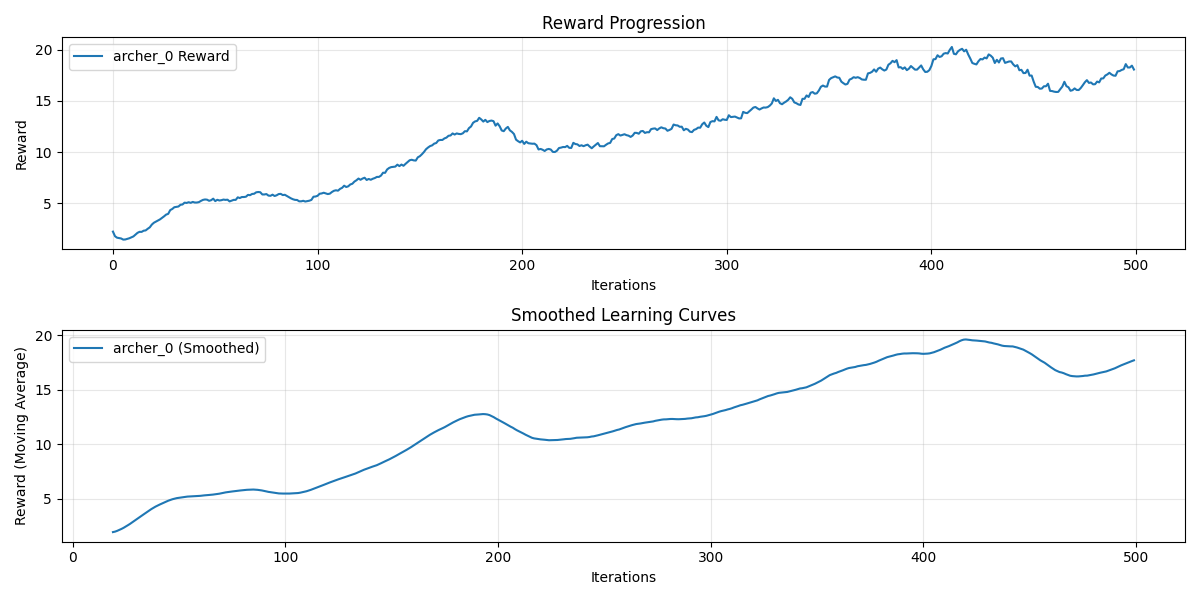 Reward Progression
archer_0 Reward
Reward
20
15
10
5
0 100 200 300 400 500
Iterations
Smoothed Learning Curves
archer_0 (Smoothed)
Reward (Moving Average)
20
15
10
5
0 100 200 300 400 500
Iterations